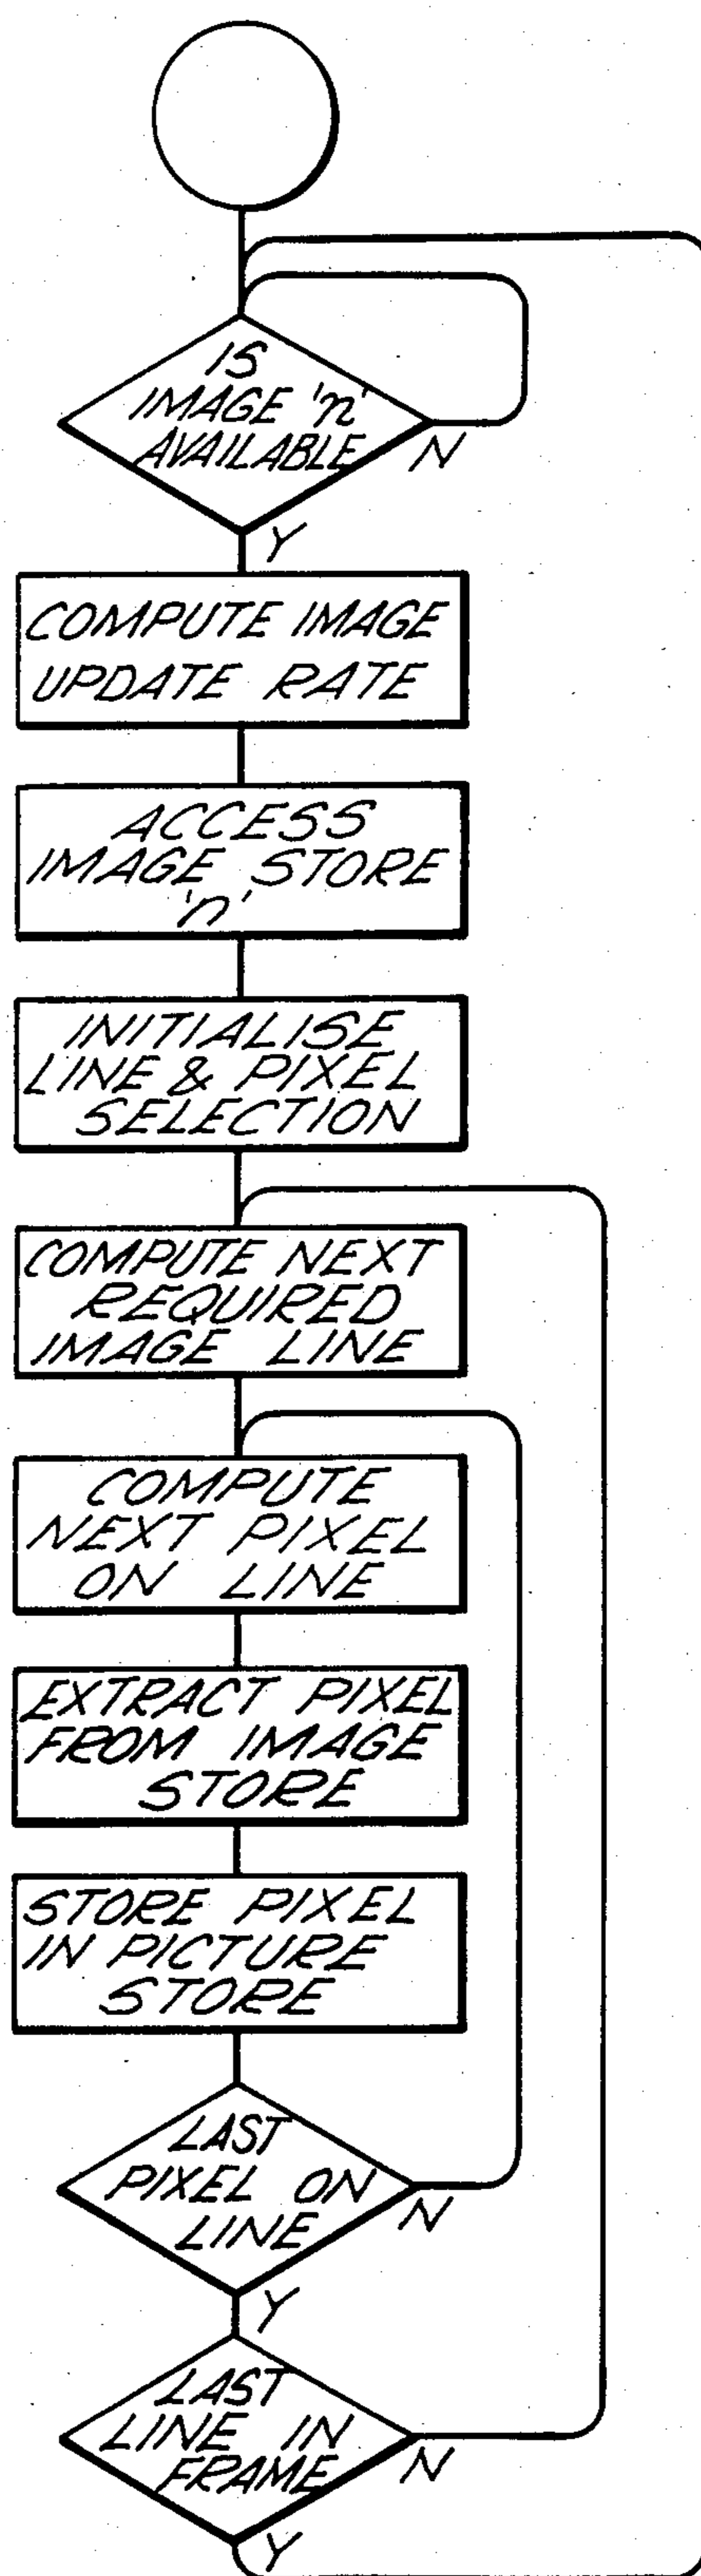 IS
IMAGE 'n'
AVAILABLE
N
Y
COMPUTE IMAGE
UPDATE RATE
ACCESS
IMAGE STORE
'n'
INITIALISE
LINE & PIXEL
SELECTION
COMPUTE NEXT
REQUIRED
IMAGE LINE
COMPUTE
NEXT PIXEL
ON LINE
EXTRACT PIXEL
FROM IMAGE
STORE
STORE PIXEL
IN PICTURE
STORE
LAST
PIXEL ON
LINE
N
Y
LAST
LINE IN
FRAME
N
Y